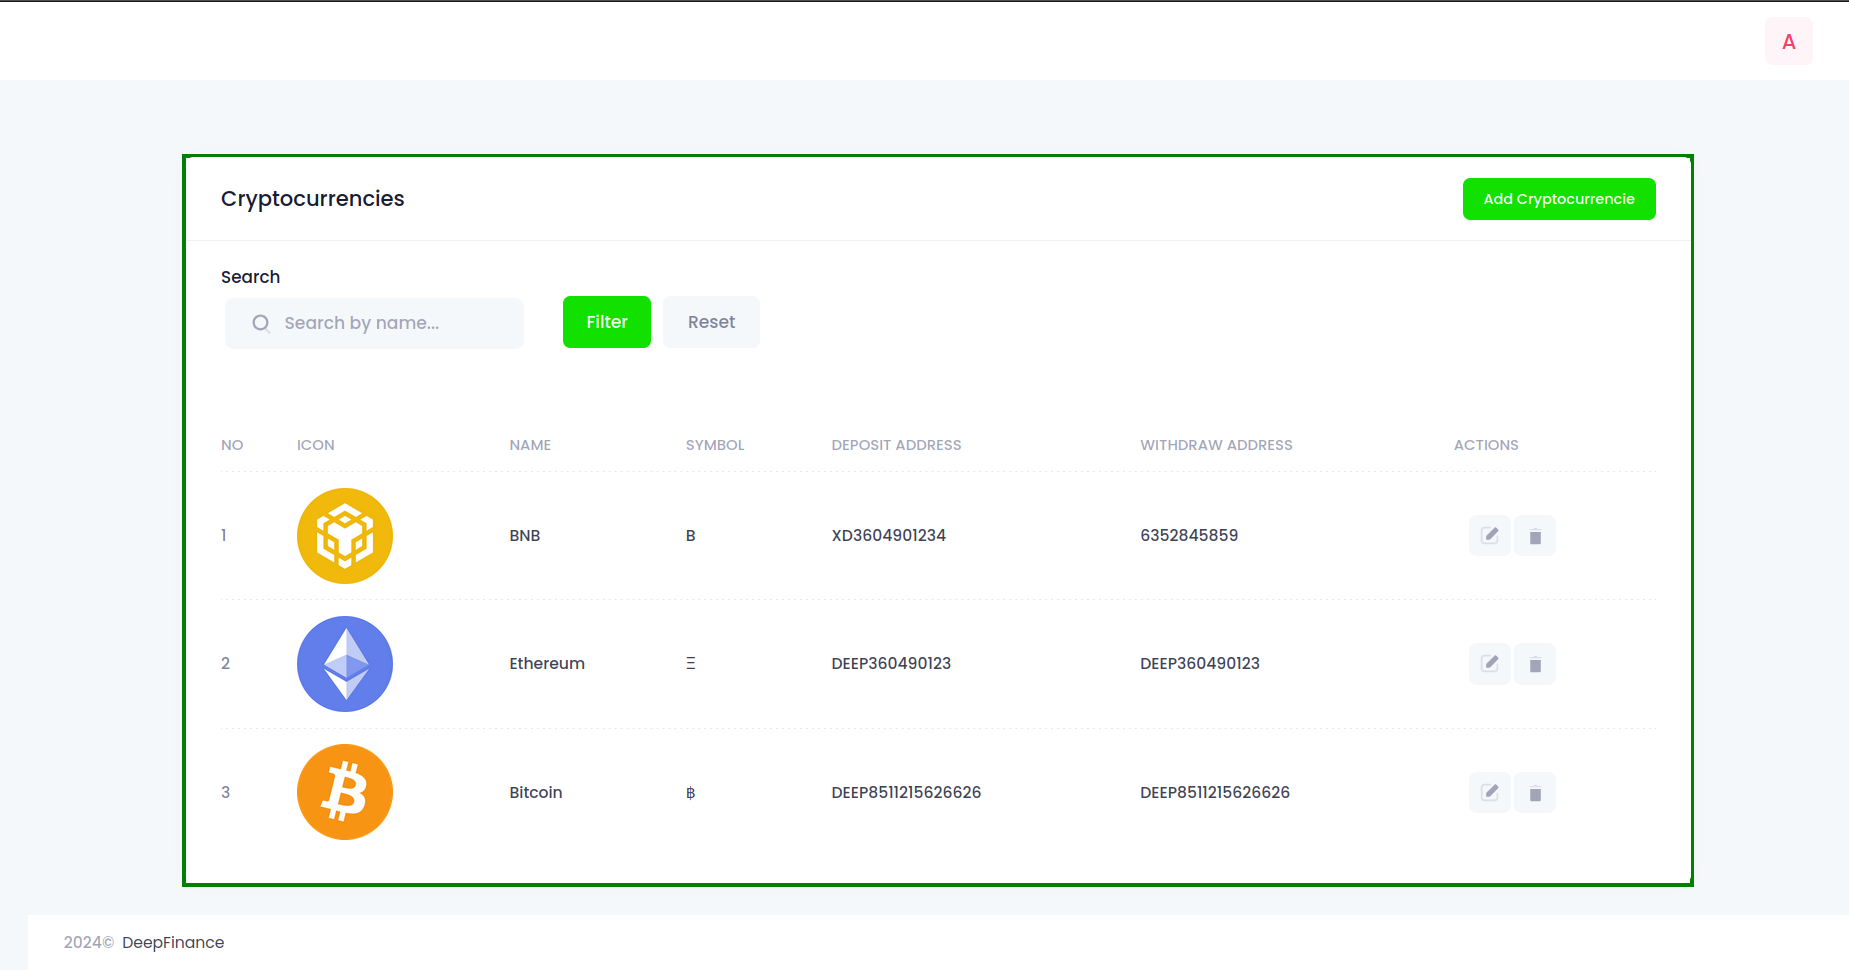 A
Cryptocurrencies
Add Cryptocurrencie
Search
Search by name...
Filter
Reset
NO ICON NAME SYMBOL DEPOSIT ADDRESS WITHDRAW ADDRESS ACTIONS
1 BNB B XD3604901234 6352845859
2 Ethereum Ξ DEEP360490123 DEEP360490123
3 Bitcoin ฿ DEEP8511215626626 DEEP8511215626626
2024© DeepFinance